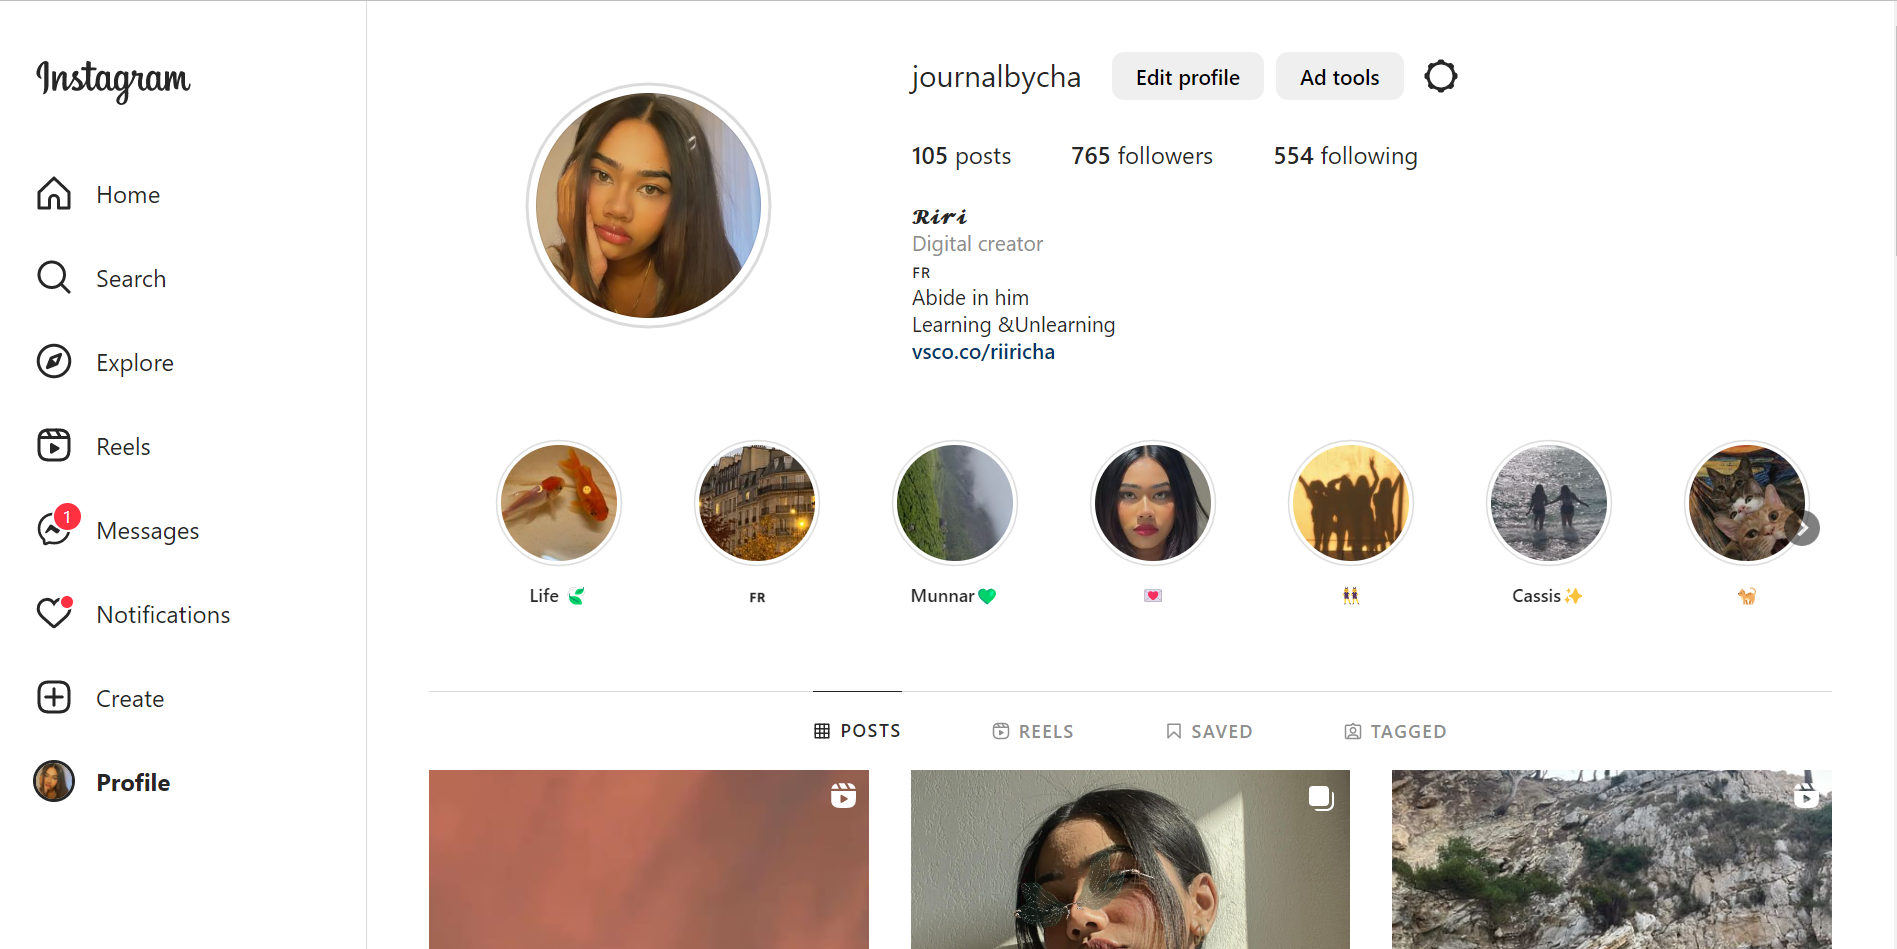 Instagram
Home
Search
Explore
Reels
1
Messages
Notifications
Create
Profile
journalbycha
Edit profile
Ad tools
105 posts
765 followers
554 following
𝓡𝓲𝓻𝓲
Digital creator
FR
Abide in him
Learning &Unlearning
vsco.co/riiricha
Life
FR
Munnar
Cassis
POSTS
REELS
SAVED
TAGGED